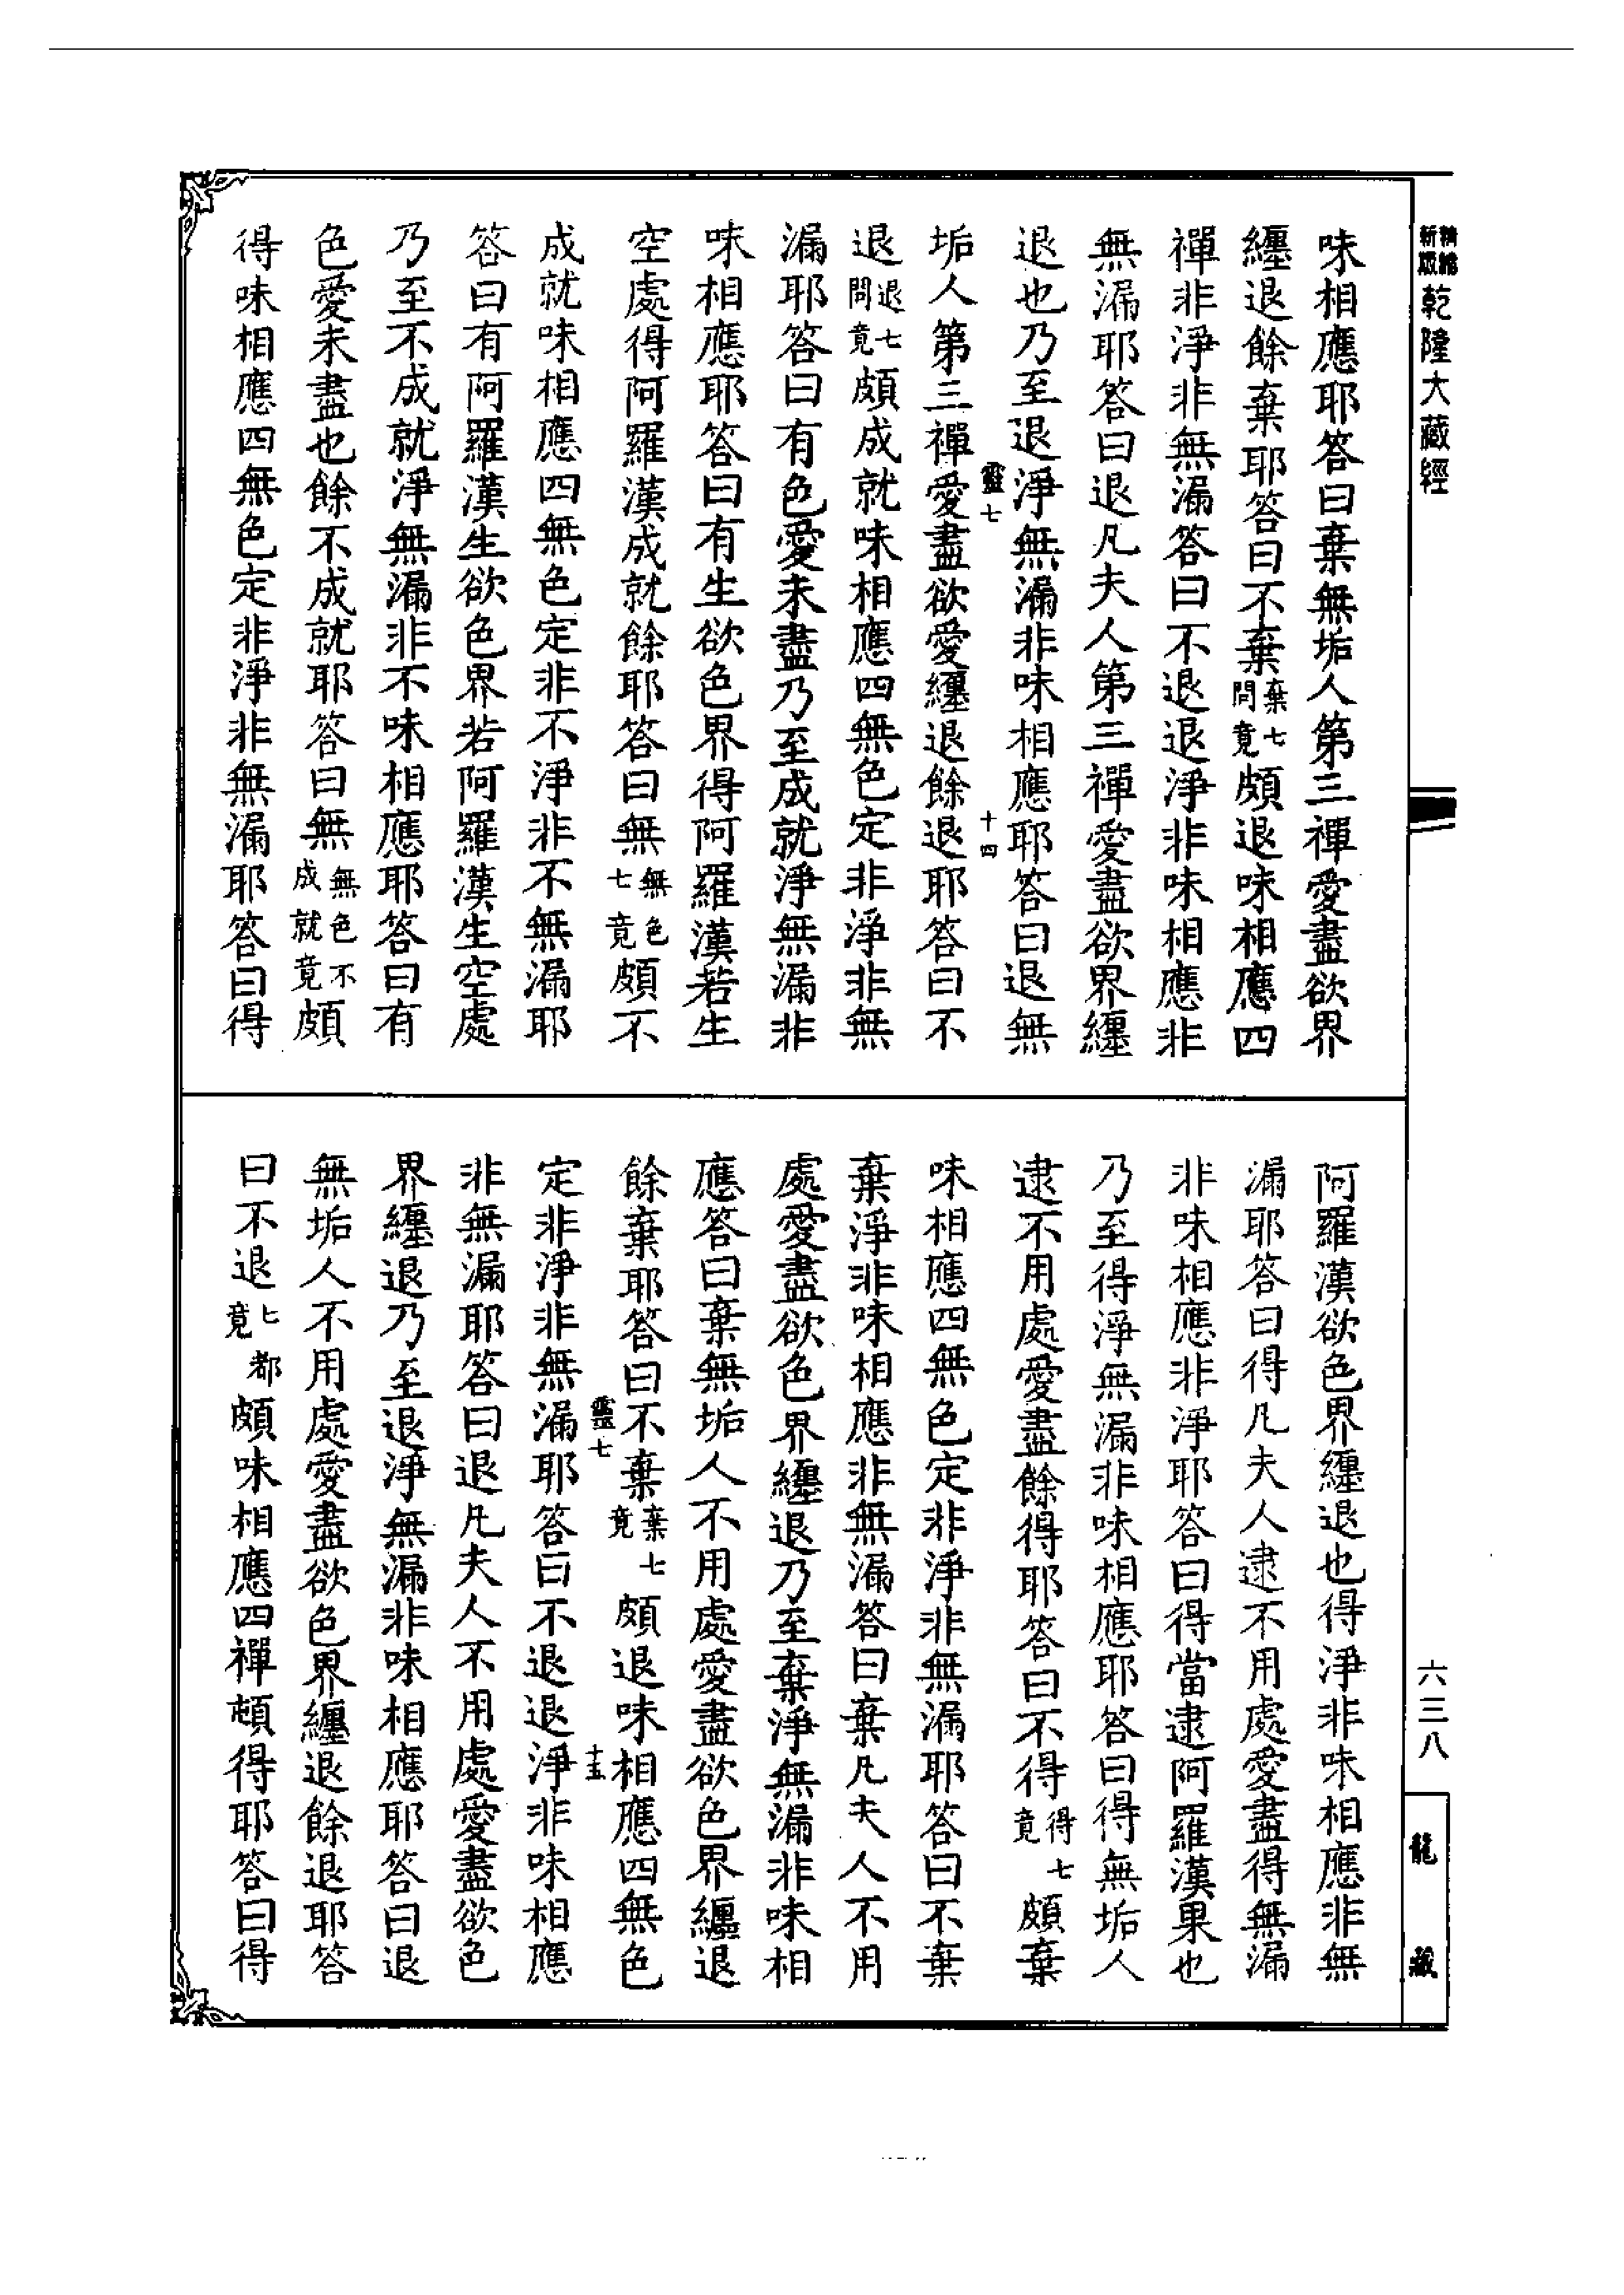 精縮新版乾隆大藏經
味相應耶答曰棄無垢人第三禪愛盡欲界
纏退餘棄耶答曰不棄棄七問竟頗退味相應四
禪非淨非無漏答曰不退退淨非味相應非
無漏耶答曰退凡夫人第三禪愛盡欲界纏
退也乃至退淨無漏非味相應耶答曰退無
靈七
十四
垢人第三禪愛盡欲愛纏退餘退耶答曰不
退退七問竟頗成就味相應四無色定非淨非無
漏耶答曰有色愛未盡乃至成就淨無漏非
味相應耶答曰有生欲色界得阿羅漢若生
空處得阿羅漢成就餘耶答曰無無色七竟頗不
成就味相應四無色定非不淨非不無漏耶
答曰有阿羅漢生欲色界若阿羅漢生空處
乃至不成就淨無漏非不味相應耶答曰有
色愛未盡也餘不成就耶答曰無無色不成就竟頗
得味相應四無色定非淨非無漏耶答曰得
阿羅漢欲色界纏退也得淨非味相應非無
漏耶答曰得凡夫人逮不用處愛盡得無漏
非味相應非淨耶答曰得當逮阿羅漢果也
乃至得淨無漏非味相應耶答曰得無垢人
逮不用處愛盡餘得耶答曰不得得七竟頗棄
味相應四無色定非淨非無漏耶答曰不棄
棄淨非味相應非無漏答曰棄凡夫人不用
處愛盡欲色界纏退乃至棄淨無漏非味相
應答曰棄無垢人不用處愛盡欲色界纏退
餘棄耶答曰不棄棄七竟頗退味相應四無色
靈七
十五
定非淨非無漏耶答曰不退退淨非味相應
非無漏耶答曰退凡夫人不用處愛盡欲色
界纏退乃至退淨無漏非味相應耶答曰退
無垢人不用處愛盡欲色界纏退餘退耶答
曰不退七都竟頗味相應四禪頓得耶答曰得
六三八
龍藏